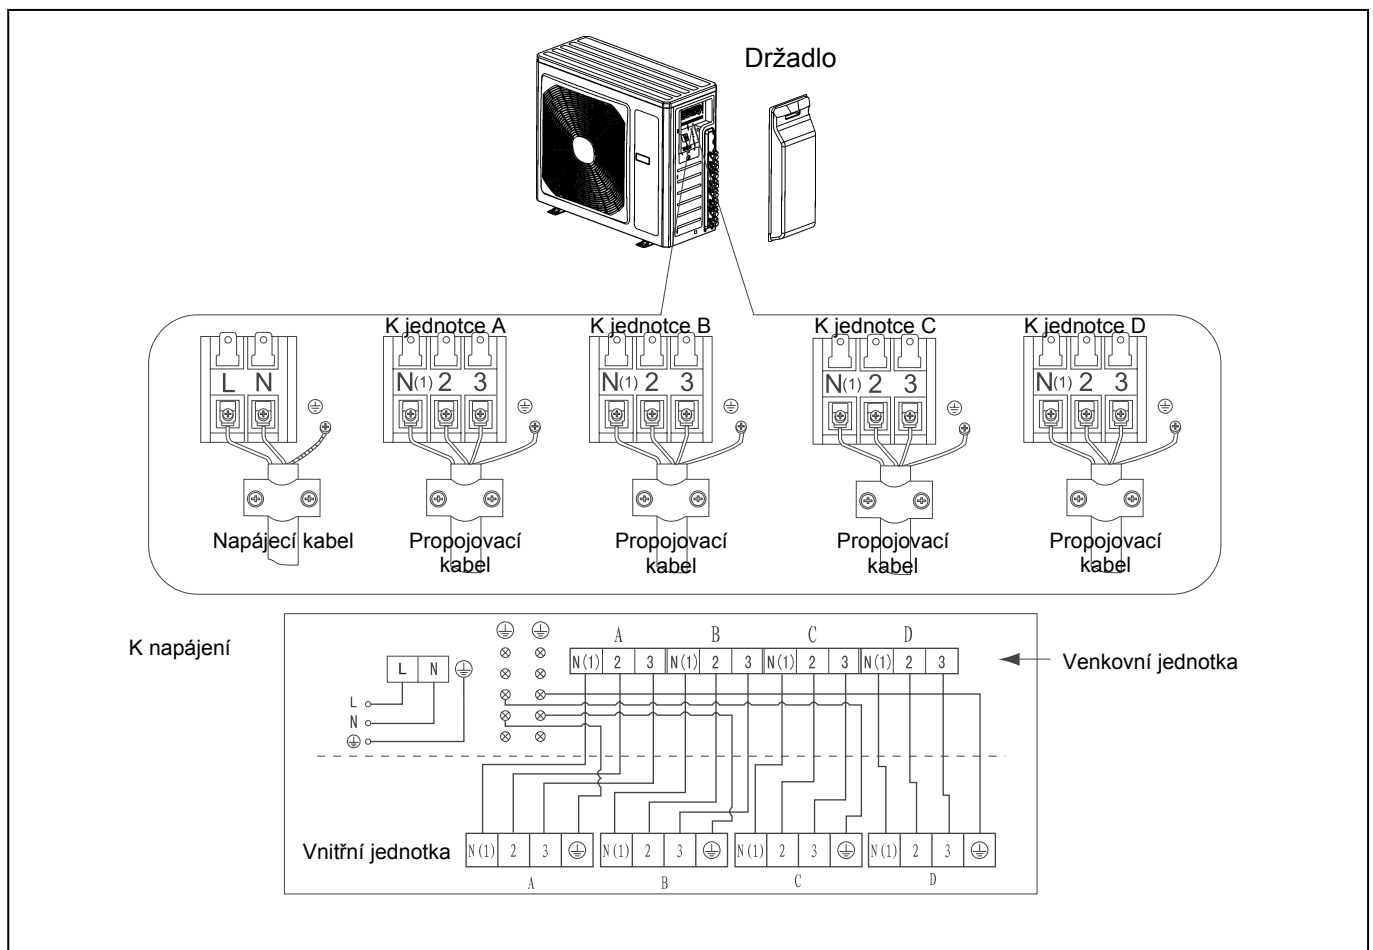 Držadlo
K jednotce A
K jednotce B
K jednotce C
K jednotce D
L N
N(1) 2 3
N(1) 2 3
N(1) 2 3
N(1) 2 3
Napájecí kabel
Propojovací
kabel
Propojovací
kabel
Propojovací
kabel
Propojovací
kabel
K napájení
A B C D
N(1) 2 3 N(1) 2 3 N(1) 2 3 N(1) 2 3
Venkovní jednotka
L N
L
N
Vnitřní jednotka
N(1) 2 3 N(1) 2 3 N(1) 2 3 N(1) 2 3
A B C D